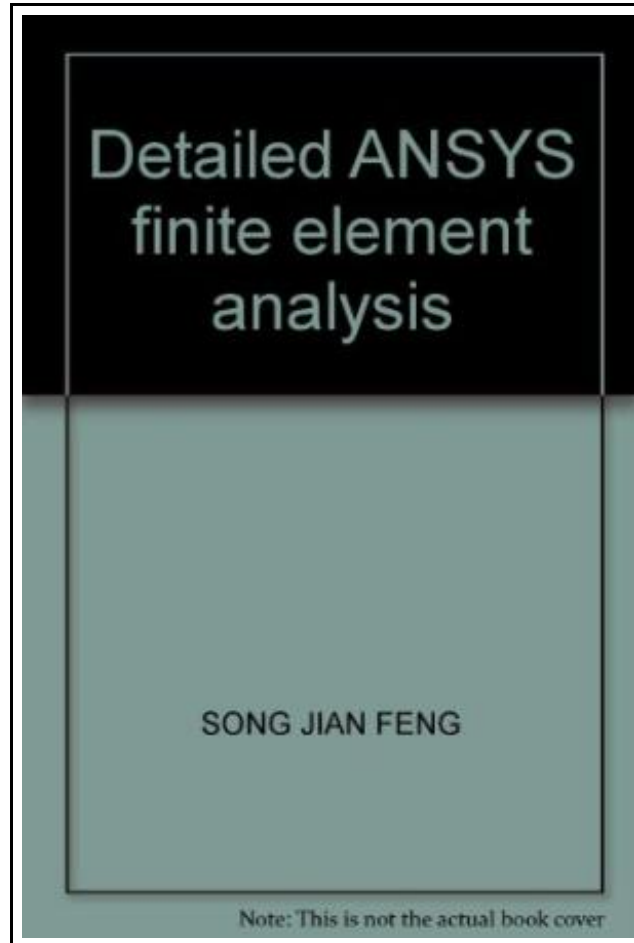 Detailed ANSYS
finite element
analysis
SONG JIAN FENG
Note: This is not the actual book cover